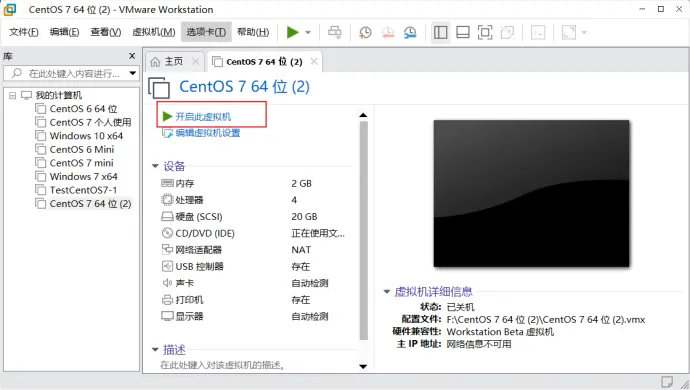 CentOS 7 64 位 (2) - VMware Workstation
文件(F) 编辑(E) 查看(V) 虚拟机(M) 选项卡(T) 帮助(H)
库
在此处键入内容进行...
我的计算机
CentOS 6 64 位
CentOS 7 个人使用
Windows 10 x64
CentOS 6 Mini
CentOS 7 mini
Windows 7 x64
TestCentOS7-1
CentOS 7 64 位 (2)
主页
CentOS 7 64 位 (2)
CentOS 7 64 位 (2)
开启此虚拟机
编辑虚拟机设置
设备
内存 2 GB
处理器 4
硬盘 (SCSI) 20 GB
CD/DVD (IDE) 正在使用文...
网络适配器 NAT
USB 控制器 存在
声卡 自动检测
打印机 存在
显示器 自动检测
描述
在此处键入对该虚拟机的描述。
虚拟机详细信息
状态: 已关机
配置文件: F:\CentOS 7 64 位 (2)\CentOS 7 64 位 (2).vmx
硬件兼容性: Workstation Beta 虚拟机
主 IP 地址: 网络信息不可用